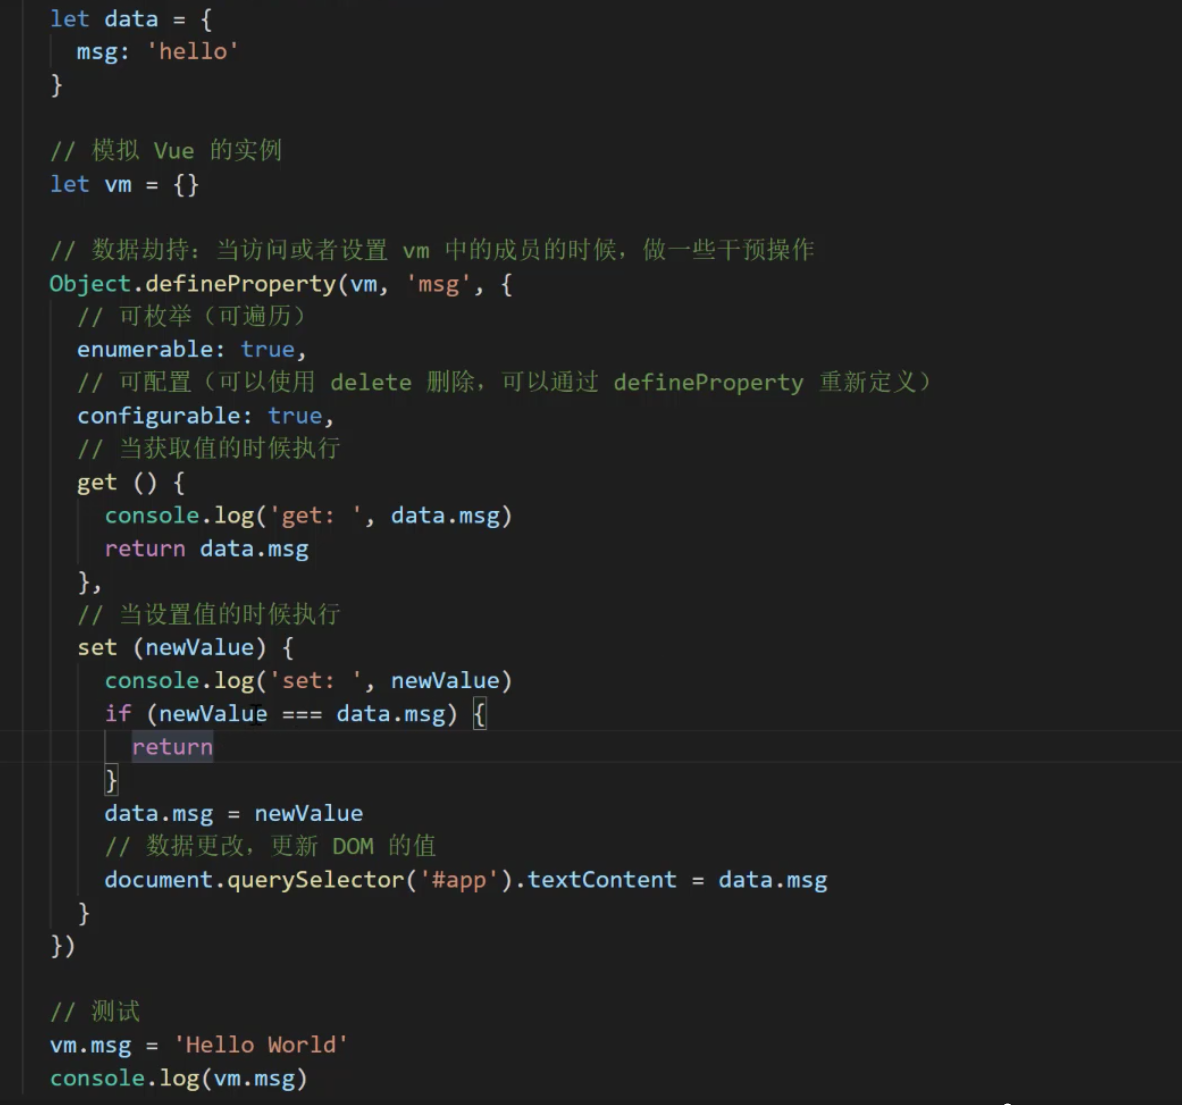 let data = {
  msg: 'hello'
}

// 模拟 Vue 的实例
let vm = {}

// 数据劫持：当访问或者设置 vm 中的成员的时候，做一些干预操作
Object.defineProperty(vm, 'msg', {
  // 可枚举（可遍历）
  enumerable: true,
  // 可配置（可以使用 delete 删除，可以通过 defineProperty 重新定义）
  configurable: true,
  // 当获取值的时候执行
  get () {
    console.log('get: ', data.msg)
    return data.msg
  },
  // 当设置值的时候执行
  set (newValue) {
    console.log('set: ', newValue)
    if (newValue === data.msg) {
      return
    }
    data.msg = newValue
    // 数据更改，更新 DOM 的值
    document.querySelector('#app').textContent = data.msg
  }
})

// 测试
vm.msg = 'Hello World'
console.log(vm.msg)